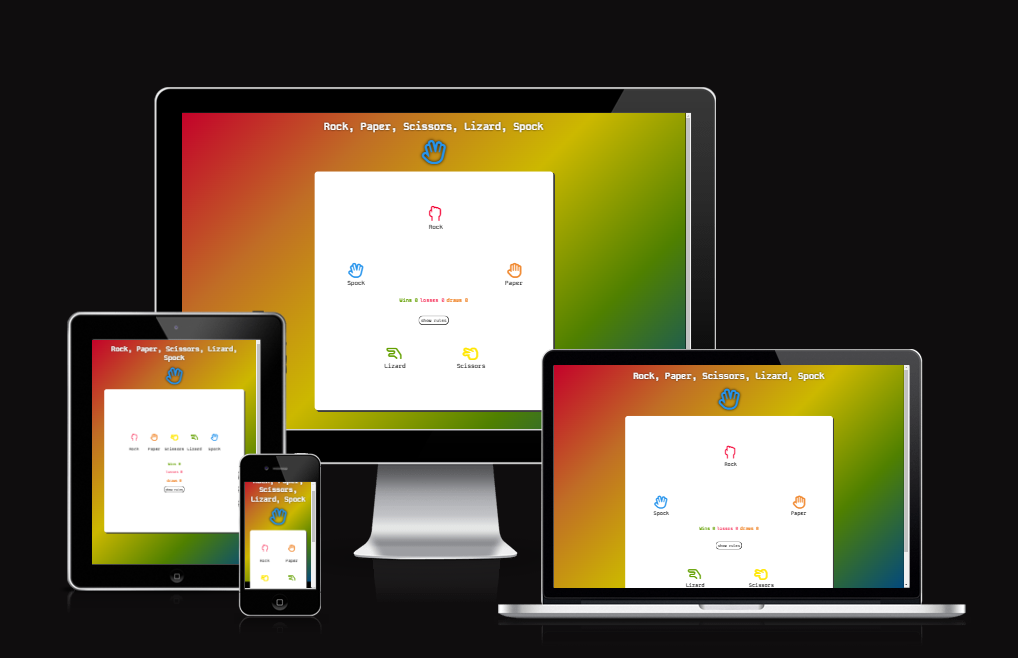 Rock, Paper, Scissors, Lizard, Spock
Rock
Spock
Paper
Wins 0 losses 0 draws 0
show rules
Lizard
Scissors
Rock, Paper, Scissors, Lizard,
Spock
Rock Paper Scissors Lizard Spock
Wins 0
losses 0
draws 0
show rules
Rock, Paper,
Scissors,
Lizard, Spock
Rock
Paper
Rock, Paper, Scissors, Lizard, Spock
Rock
Spock
Paper
Wins 0 losses 0 draws 0
show rules
Lizard
Scissors